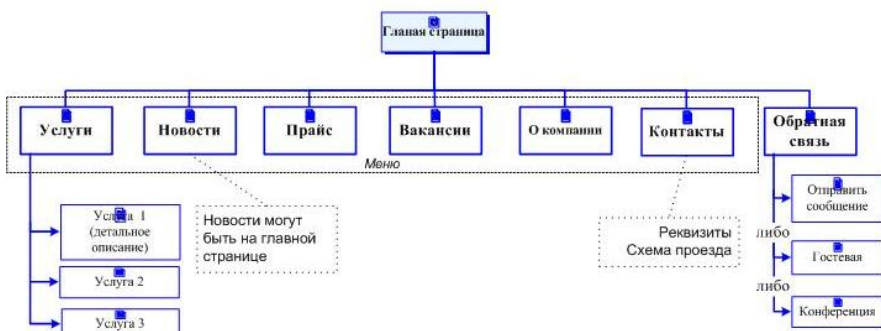 Гланая страница
Услуги
Новости
Прайс
Вакансии
О компании
Контакты
Обратная
связь
Меню
Услуга 1
(детальное
описание)
Услуга 2
Услуга 3
Новости могут
быть на главной
странице
Реквизиты
Схема проезда
Отправить
сообщение
либо
Гостевая
либо
Конференция